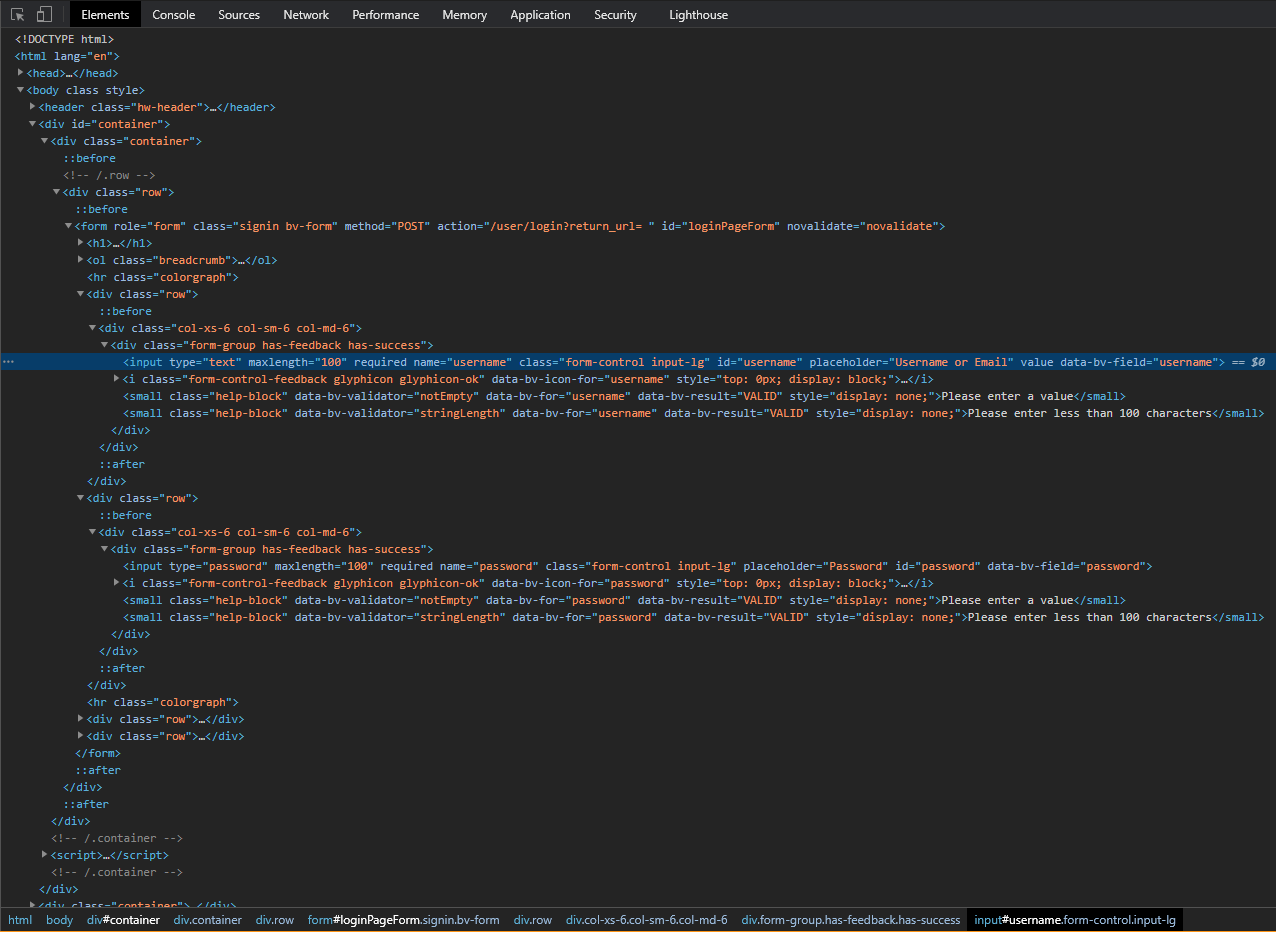 Elements Console Sources Network Performance Memory Application Security Lighthouse
<!DOCTYPE html>
<html lang="en">
<head>…</head>
<body class style>
<header class="hw-header">…</header>
<div id="container">
<div class="container">
::before
<!-- /.row -->
<div class="row">
::before
<form role="form" class="signin bv-form" method="POST" action="/user/login?return_url= " id="loginPageForm" novalidate="novalidate">
<h1>…</h1>
<ol class="breadcrumb">…</ol>
<hr class="colorgraph">
<div class="row">
::before
<div class="col-xs-6 col-sm-6 col-md-6">
<div class="form-group has-feedback has-success">
<input type="text" maxlength="100" required name="username" class="form-control input-lg" id="username" placeholder="Username or Email" value data-bv-field="username"> == $0
<i class="form-control-feedback glyphicon glyphicon-ok" data-bv-icon-for="username" style="top: 0px; display: block;">…</i>
<small class="help-block" data-bv-validator="notEmpty" data-bv-for="username" data-bv-result="VALID" style="display: none;">Please enter a value</small>
<small class="help-block" data-bv-validator="stringLength" data-bv-for="username" data-bv-result="VALID" style="display: none;">Please enter less than 100 characters</small>
</div>
</div>
::after
</div>
<div class="row">
::before
<div class="col-xs-6 col-sm-6 col-md-6">
<div class="form-group has-feedback has-success">
<input type="password" maxlength="100" required name="password" class="form-control input-lg" placeholder="Password" id="password" data-bv-field="password">
<i class="form-control-feedback glyphicon glyphicon-ok" data-bv-icon-for="password" style="top: 0px; display: block;">…</i>
<small class="help-block" data-bv-validator="notEmpty" data-bv-for="password" data-bv-result="VALID" style="display: none;">Please enter a value</small>
<small class="help-block" data-bv-validator="stringLength" data-bv-for="password" data-bv-result="VALID" style="display: none;">Please enter less than 100 characters</small>
</div>
</div>
::after
</div>
<hr class="colorgraph">
<div class="row">…</div>
<div class="row">…</div>
</form>
::after
</div>
::after
</div>
<!-- /.container -->
<script>…</script>
<!-- /.container -->
</div>
<div class="container">…</div>
html body div#container div.container div.row form#loginPageForm.signin.bv-form div.row div.col-xs-6.col-sm-6.col-md-6 div.form-group.has-feedback.has-success input#username.form-control.input-lg